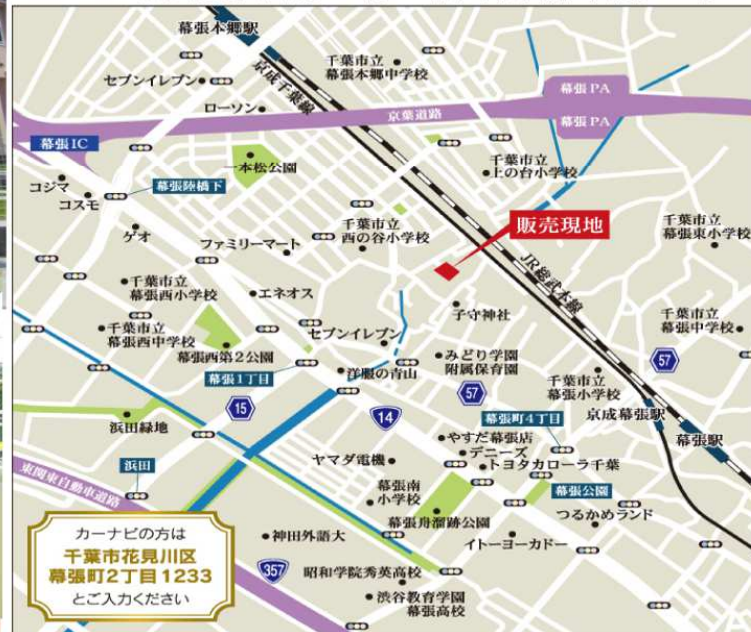 幕張本郷駅
千葉市立
幕張本郷中学校
セブンイレブン
京成千葉線
ローソン
幕張PA
京葉道路
幕張PA
幕張IC
一本松公園
千葉市立
上の台小学校
コジマ
幕張陸橋下
コスモ
販売現地
千葉市立
西の谷小学校
千葉市立
幕張東小学校
ゲオ
ファミリーマート
JR総武本線
千葉市立
幕張西小学校
エネオス
子守神社
千葉市立
幕張中学校
千葉市立
幕張西中学校
セブンイレブン
幕張西第2公園
みどり学園
附属保育園
57
幕張1丁目
洋服の青山
千葉市立
幕張小学校
57
15
14
京成幕張駅
幕張町4丁目
浜田緑地
幕張駅
やすだ幕張店
デニーズ
浜田
ヤマダ電機
トヨタカローラ千葉
東関東自動車道路
幕張南
小学校
幕張公園
つるかめランド
幕張舟溜跡公園
神田外語大
イトーヨーカドー
357
昭和学院秀英高校
渋谷教育学園
幕張高校
カーナビの方は
千葉市花見川区
幕張町2丁目1233
とご入力ください